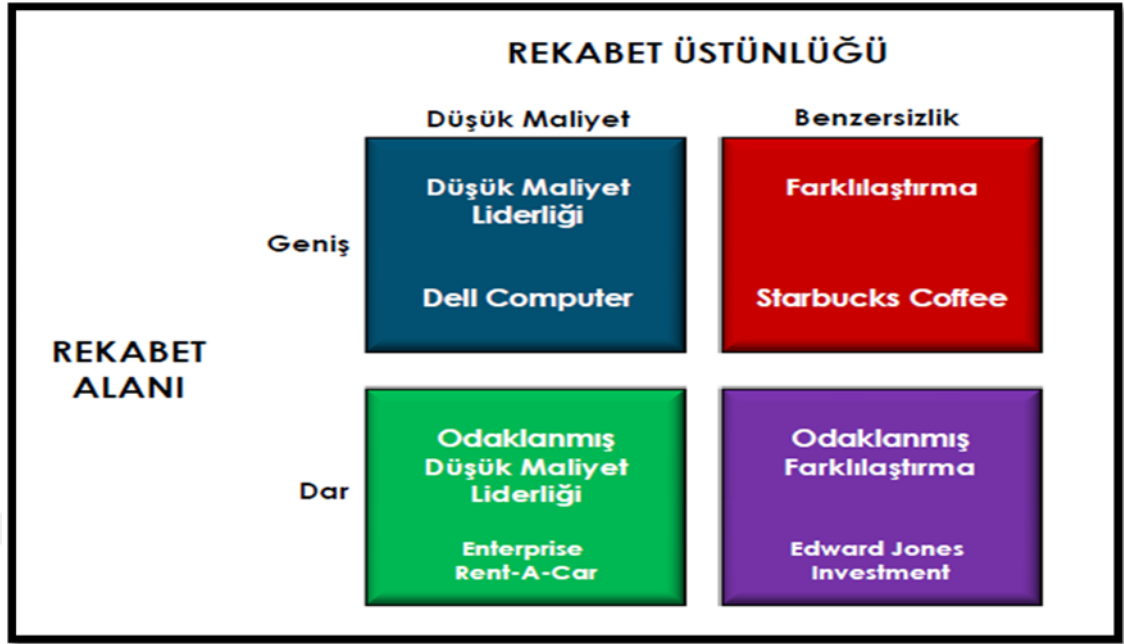 REKABET ÜSTÜNLÜĞÜ
Düşük Maliyet
Benzersizlik
Geniş
Düşük Maliyet
Liderliği
Dell Computer
Farklılaştırma
Starbucks Coffee
REKABET
ALANI
Dar
Odaklanmış
Düşük Maliyet
Liderliği
Enterprise
Rent-A-Car
Odaklanmış
Farklılaştırma
Edward Jones
Investment